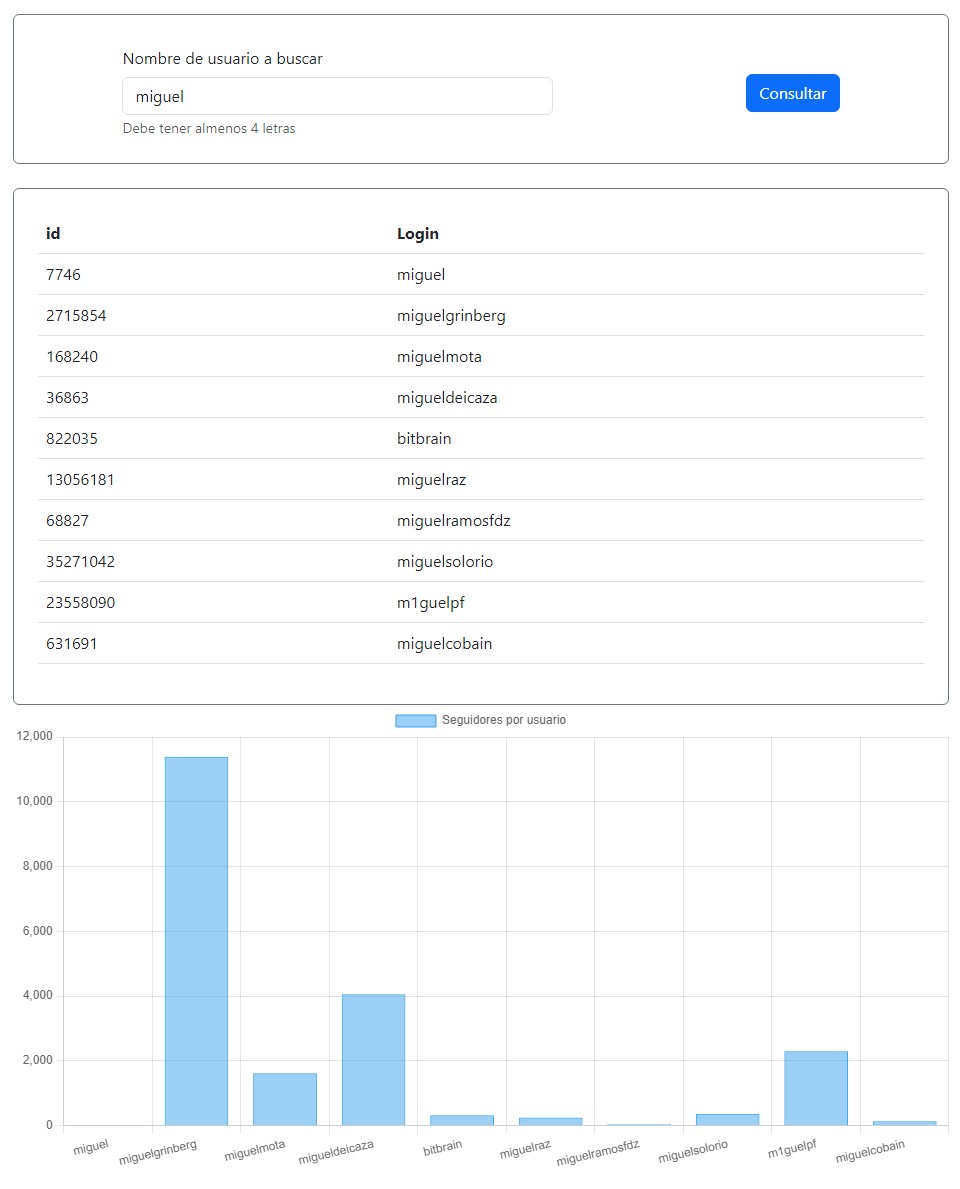 Nombre de usuario a buscar
miguel
Consultar
Debe tener almenos 4 letras
id Login
7746 miguel
2715854 miguelgrinberg
168240 miguelmota
36863 migueldeicaza
822035 bitbrain
13056181 miguelraz
68827 miguelramosfdz
35271042 miguelsolorio
23558090 m1guelpf
631691 miguelcobain
Seguidores por usuario
12,000
10,000
8,000
6,000
4,000
2,000
0
miguel miguelgrinberg miguelmota migueldeicaza bitbrain miguelraz miguelramosfdz miguelsolorio m1guelpf miguelcobain